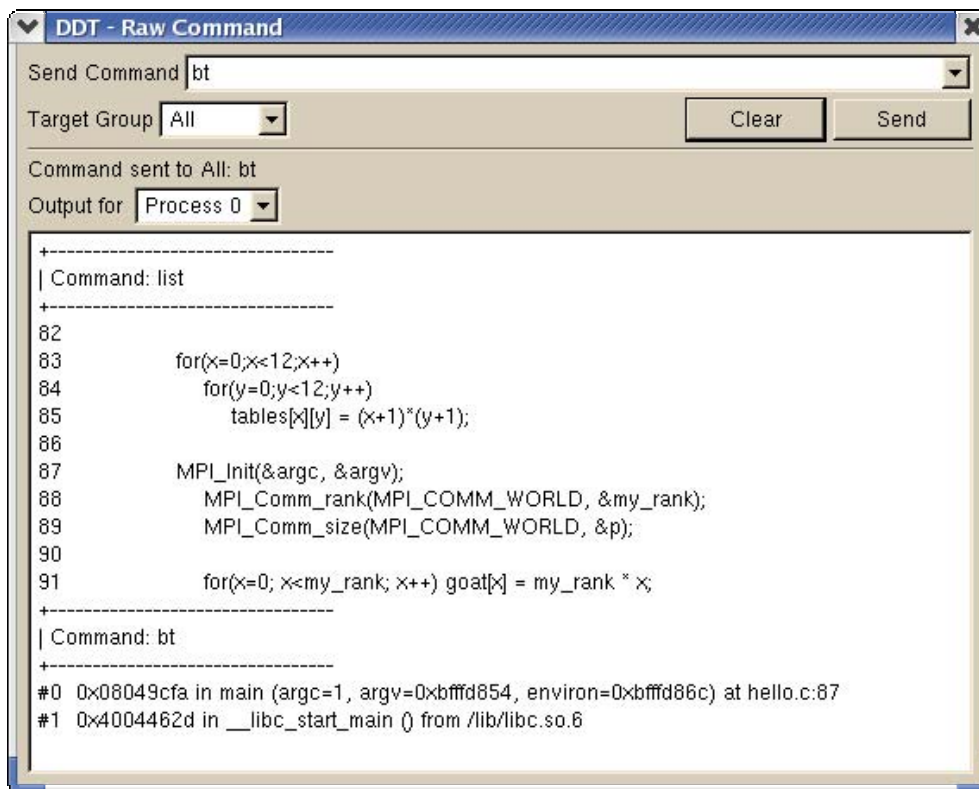 DDT - Raw Command
Send Command bt
Target Group All Clear Send
Command sent to All: bt
Output for Process 0
+---------------------------------
| Command: list
+---------------------------------
82
83 for(x=0;x<12;x++)
84 for(y=0;y<12;y++)
85 tables[x][y] = (x+1)*(y+1);
86
87 MPI_Init(&argc, &argv);
88 MPI_Comm_rank(MPI_COMM_WORLD, &my_rank);
89 MPI_Comm_size(MPI_COMM_WORLD, &p);
90
91 for(x=0; x<my_rank; x++) goat[x] = my_rank * x;
+---------------------------------
| Command: bt
+---------------------------------
#0 0x08049cfa in main (argc=1, argv=0xbfffd854, environ=0xbfffd86c) at hello.c:87
#1 0x4004462d in __libc_start_main () from /lib/libc.so.6